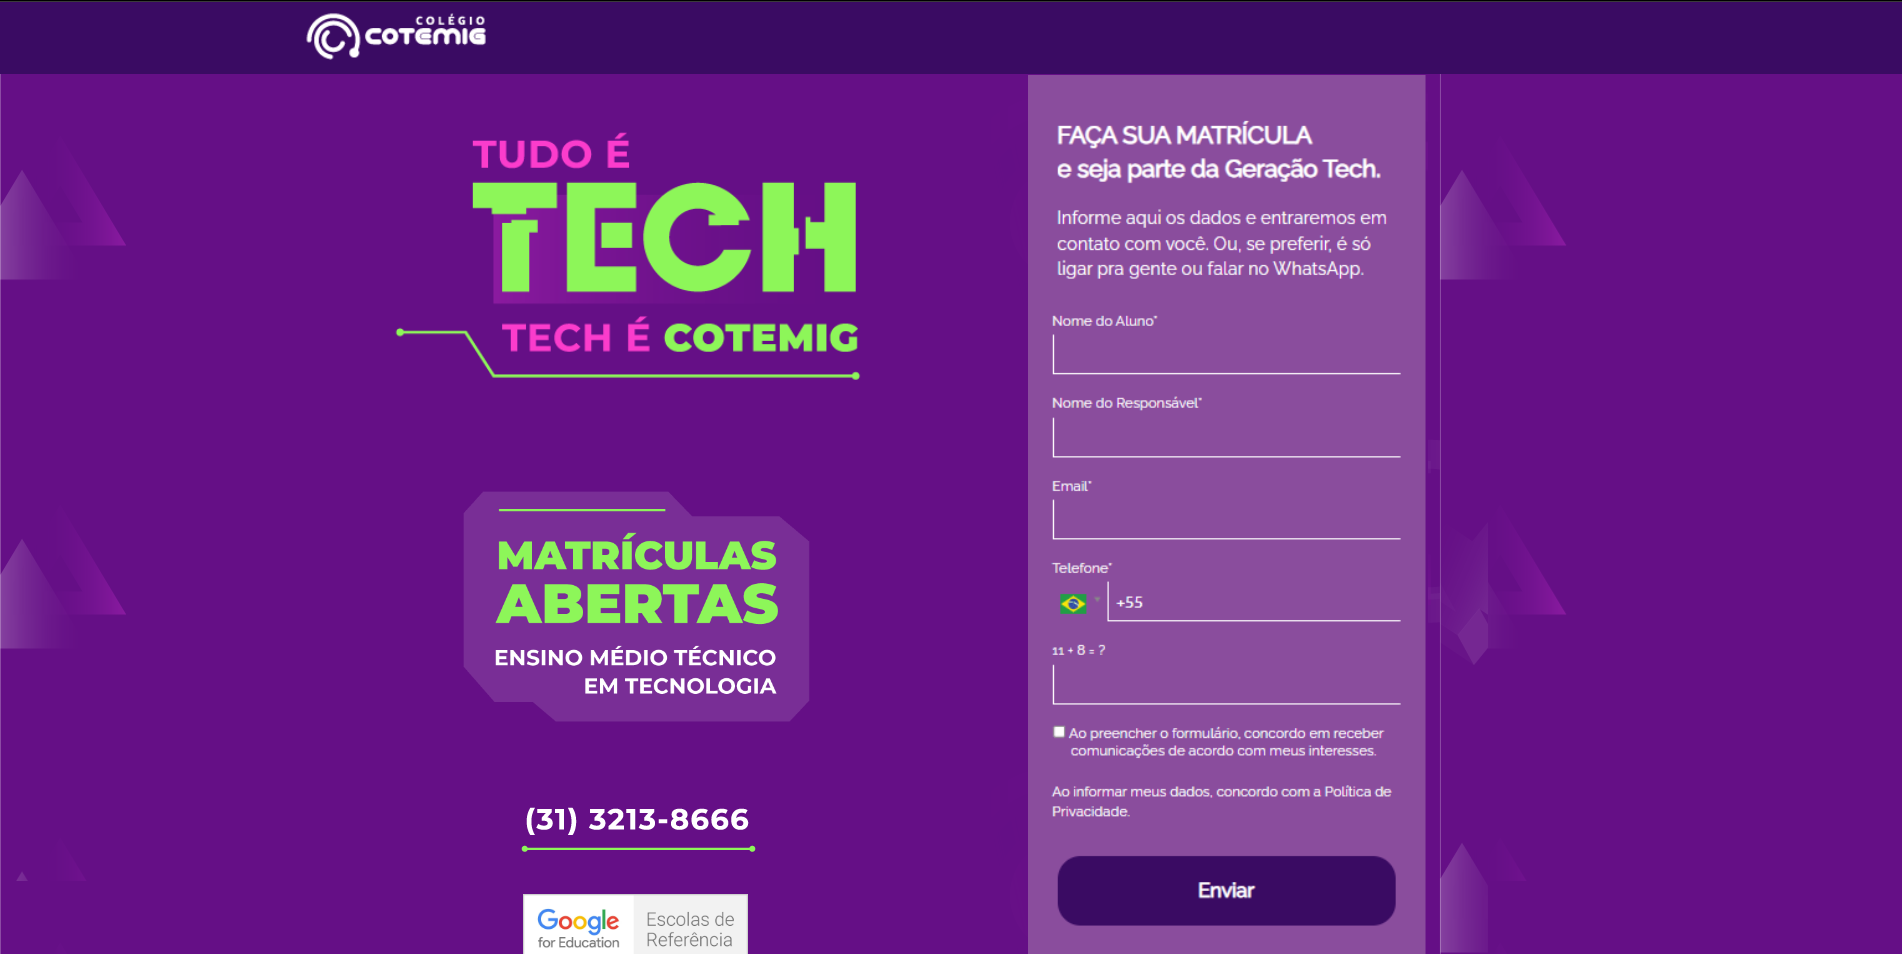 COLÉGIO
COTEMIG
TUDO É
TECH
TECH É COTEMIG
MATRÍCULAS
ABERTAS
ENSINO MÉDIO TÉCNICO
EM TECNOLOGIA
(31) 3213-8666
Google
for Education
Escolas de
Referência
FAÇA SUA MATRÍCULA
e seja parte da Geração Tech.
Informe aqui os dados e entraremos em
contato com você. Ou, se preferir, é só
ligar pra gente ou falar no WhatsApp.
Nome do Aluno*
Nome do Responsável*
Email*
Telefone*
+55
11 + 8 = ?
Ao preencher o formulário, concordo em receber
comunicações de acordo com meus interesses.
Ao informar meus dados, concordo com a Política de
Privacidade.
Enviar